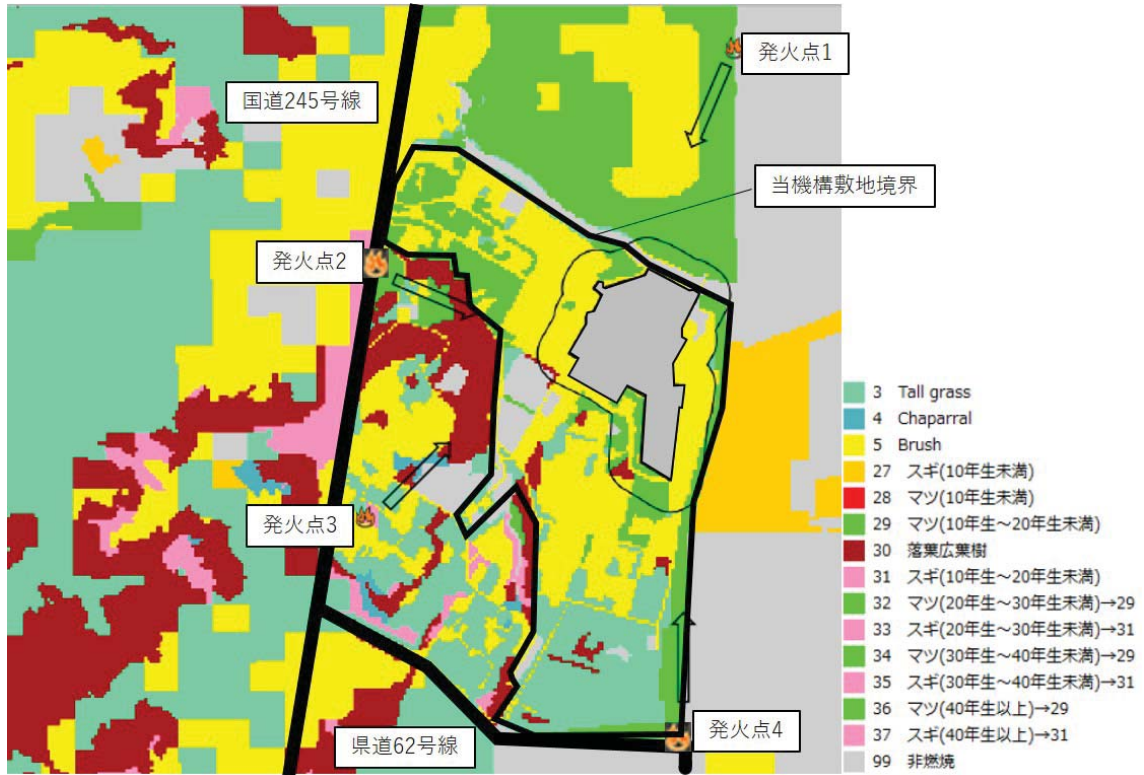 発火点1
国道245号線
当機構敷地境界
発火点2
発火点3
発火点4
県道62号線
3 Tall grass
4 Chaparral
5 Brush
27 スギ(10年生未満)
28 マツ(10年生未満)
29 マツ(10年生～20年生未満)
30 落葉広葉樹
31 スギ(10年生～20年生未満)
32 マツ(20年生～30年生未満)→29
33 スギ(20年生～30年生未満)→31
34 マツ(30年生～40年生未満)→29
35 スギ(30年生～40年生未満)→31
36 マツ(40年生以上)→29
37 スギ(40年生以上)→31
99 非燃焼